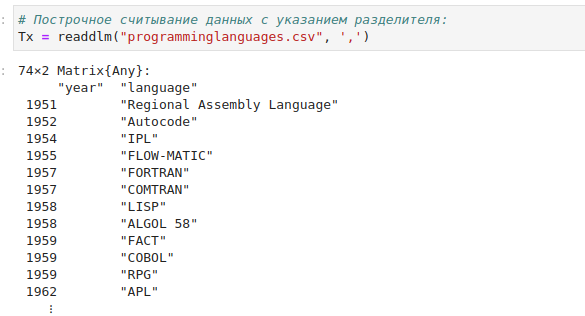 # Построчное считывание данных с указанием разделителя:
Tx = readdlm("programminglanguages.csv", ',')
74×2 Matrix{Any}:
"year" "language"
1951 "Regional Assembly Language"
1952 "Autocode"
1954 "IPL"
1955 "FLOW-MATIC"
1957 "FORTRAN"
1957 "COMTRAN"
1958 "LISP"
1958 "ALGOL 58"
1959 "FACT"
1959 "COBOL"
1959 "RPG"
1962 "APL"
⋮